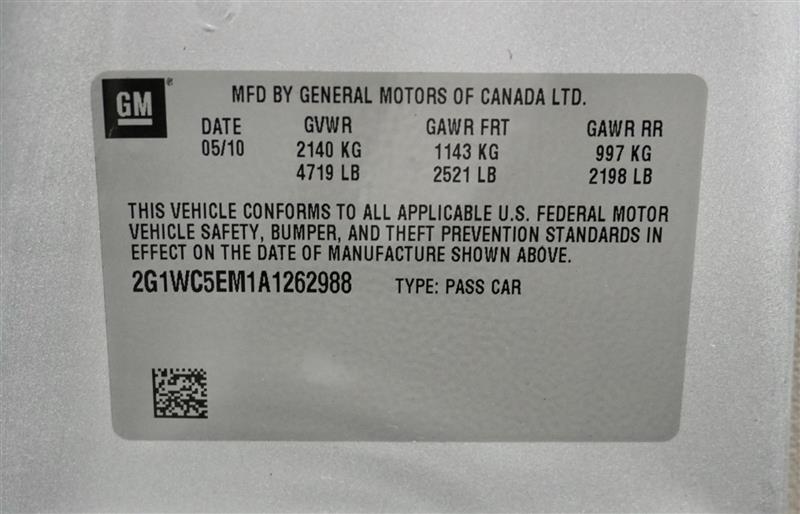 GM ®
MFD BY GENERAL MOTORS OF CANADA LTD.
DATE GVWR GAWR FRT GAWR RR
05/10 2140 KG 1143 KG 997 KG
4719 LB 2521 LB 2198 LB
THIS VEHICLE CONFORMS TO ALL APPLICABLE U.S. FEDERAL MOTOR
VEHICLE SAFETY, BUMPER, AND THEFT PREVENTION STANDARDS IN
EFFECT ON THE DATE OF MANUFACTURE SHOWN ABOVE.
2G1WC5EM1A1262988 TYPE: PASS CAR